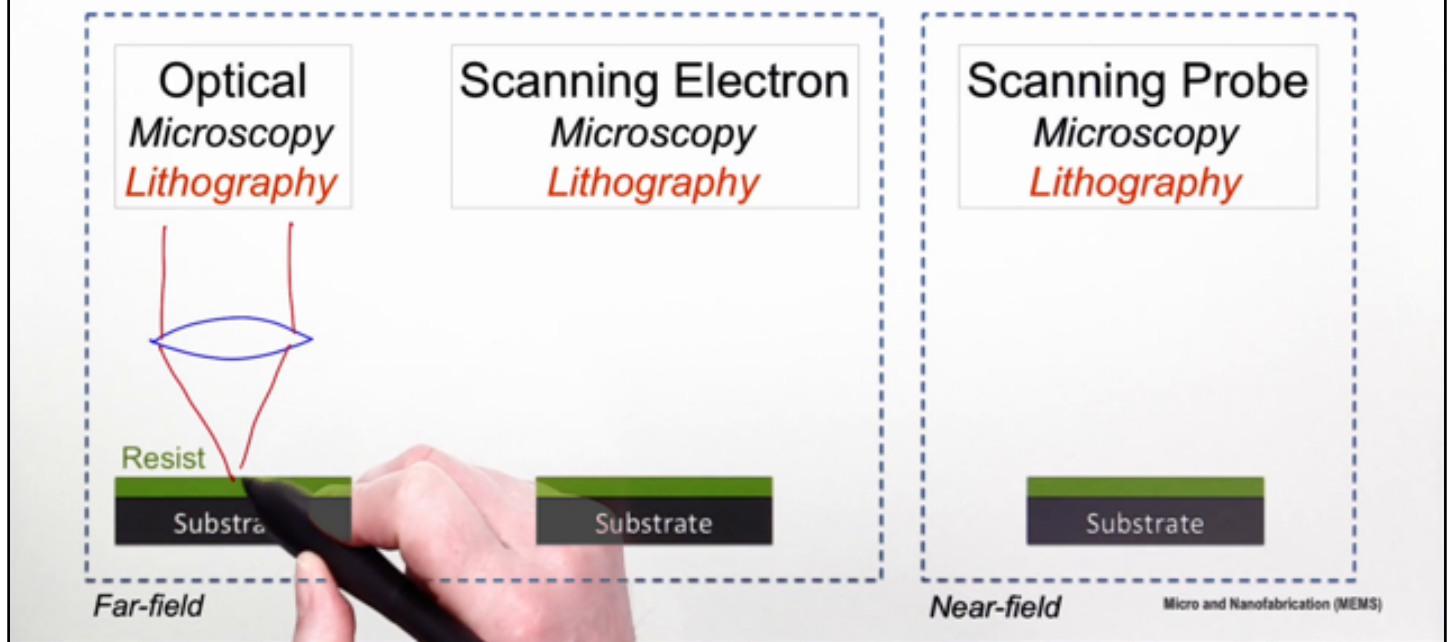 Optical
Microscopy
Lithography
Scanning Electron
Microscopy
Lithography
Scanning Probe
Microscopy
Lithography
Resist
Substra
Substrate
Substrate
Far-field
Near-field
Micro and Nanofabrication (MEMS)